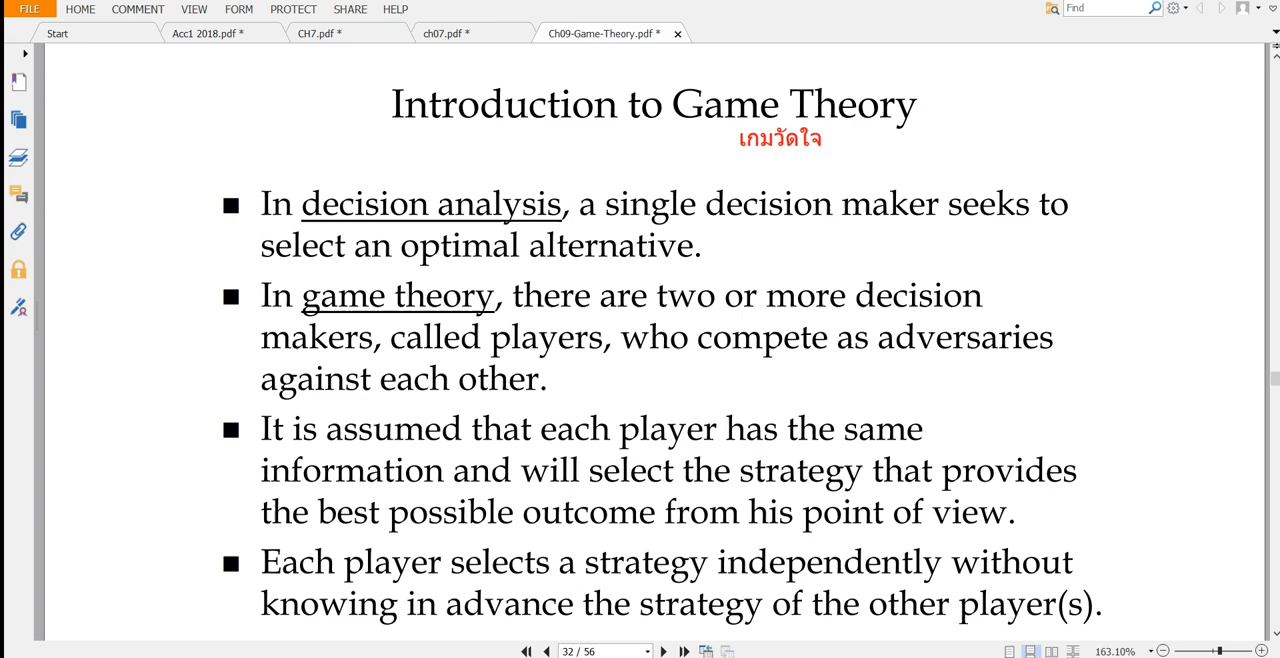 FILE HOME COMMENT VIEW FORM PROTECT SHARE HELP Find
Start Acc1 2018.pdf * CH7.pdf * ch07.pdf * Ch09-Game-Theory.pdf *
Introduction to Game Theory
เกมวัดใจ
In decision analysis, a single decision maker seeks to
select an optimal alternative.
In game theory, there are two or more decision
makers, called players, who compete as adversaries
against each other.
It is assumed that each player has the same
information and will select the strategy that provides
the best possible outcome from his point of view.
Each player selects a strategy independently without
knowing in advance the strategy of the other player(s).
32 / 56 163.10%